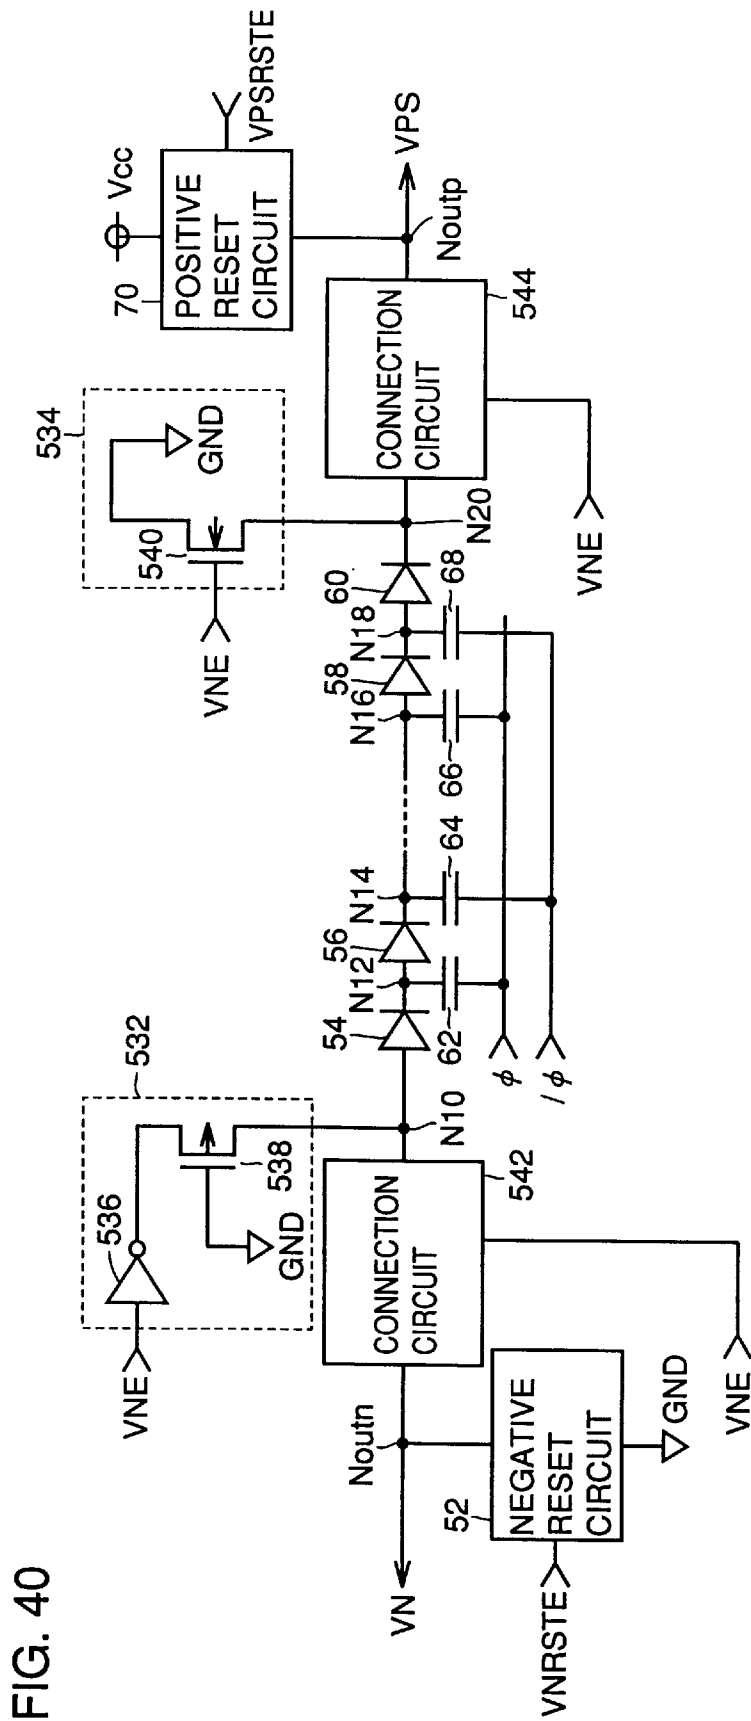 FIG. 40
VNE
536
532
538
GND
VNE
540
534
GND
70
Vcc
POSITIVE
RESET
CIRCUIT
VPSRSTE
VN
Noutn
CONNECTION
CIRCUIT
542
N10
54
N12
56
N14
N16
58
N18
60
N20
CONNECTION
CIRCUIT
544
Noutp
VPS
62
64
66
68
φ
/φ
VNRSTE
52
NEGATIVE
RESET
CIRCUIT
GND
VNE
VNE